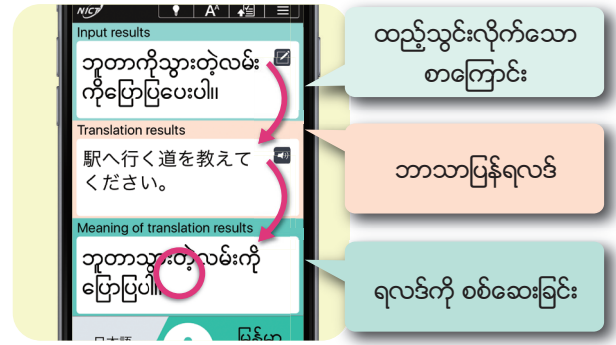 NICT
A
Input results
ဘူတာကိုသွားတဲ့လမ်း
ကိုပြောပြပေးပါ။
Translation results
駅へ行く道を教えて
ください。
Meaning of translation results
ဘူတာသွားတဲ့လမ်းကို
ပြောပြပါ။
日本語
မြန်မာ
ထည့်သွင်းလိုက်သော
စာကြောင်း
ဘာသာပြန်ရလဒ်
ရလဒ်ကို စစ်ဆေးခြင်း